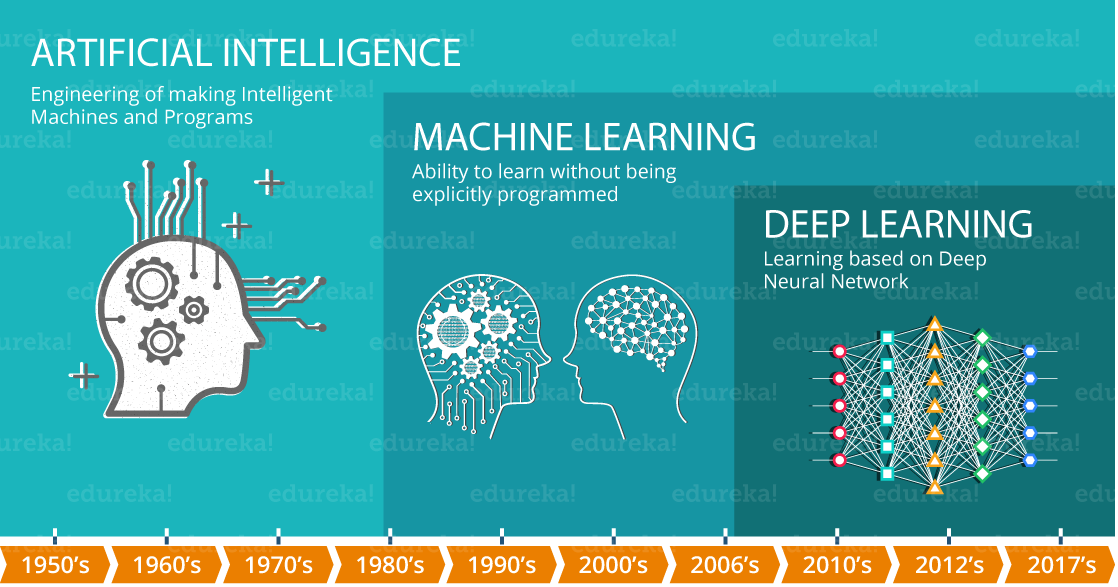 ARTIFICIAL INTELLIGENCE
Engineering of making Intelligent
Machines and Programs
MACHINE LEARNING
Ability to learn without being
explicitly programmed
DEEP LEARNING
Learning based on Deep
Neural Network
edureka!
1950's 1960's 1970's 1980's 1990's 2000's 2006's 2010's 2012's 2017's